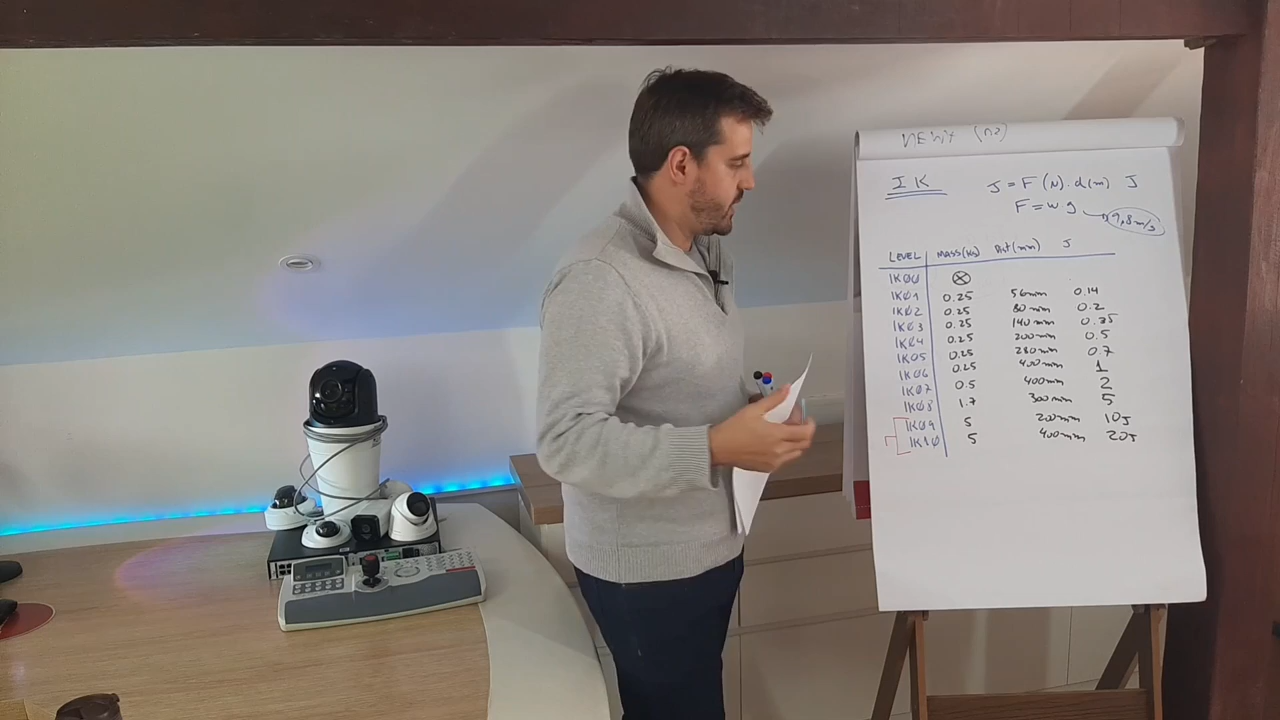 IK
J = F (N). d(m) J
F = w g → 9,8 m/s
LEVEL MASS(KG) Dist(mm) J
IK00 ⊗
IK01 0.25 56mm 0.14
IK02 0.25 80mm 0.2
IK03 0.25 140mm 0.35
IK04 0.25 200mm 0.5
IK05 0.25 280mm 0.7
IK06 0.25 400mm 1
IK07 0.5 400mm 2
IK08 1.7 300mm 5
IK09 5 200mm 10J
IK10 5 400mm 20J